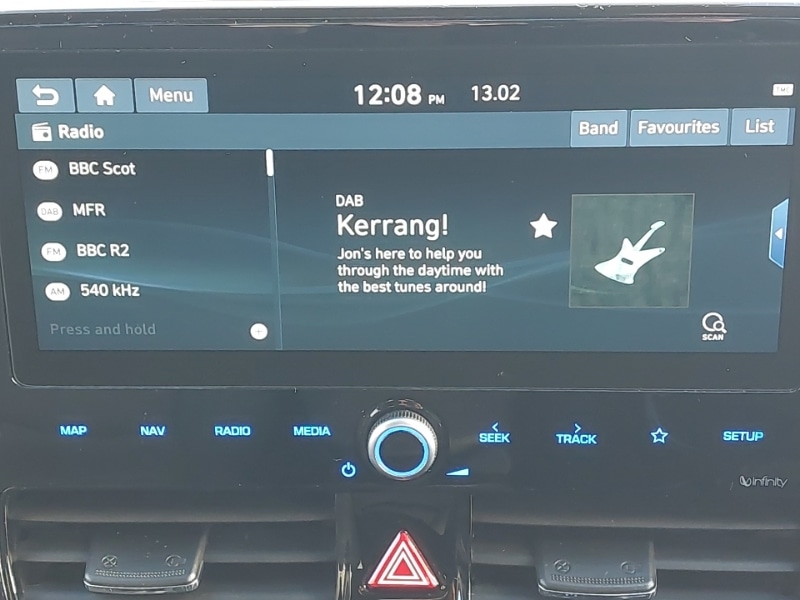 Menu
12:08 PM 13.02
TMC
Radio
Band Favourites List
FM BBC Scot
DAB MFR
FM BBC R2
AM 540 kHz
Press and hold
DAB
Kerrang!
Jon's here to help you
through the daytime with
the best tunes around!
SCAN
MAP NAV RADIO MEDIA SEEK TRACK SETUP
infinity